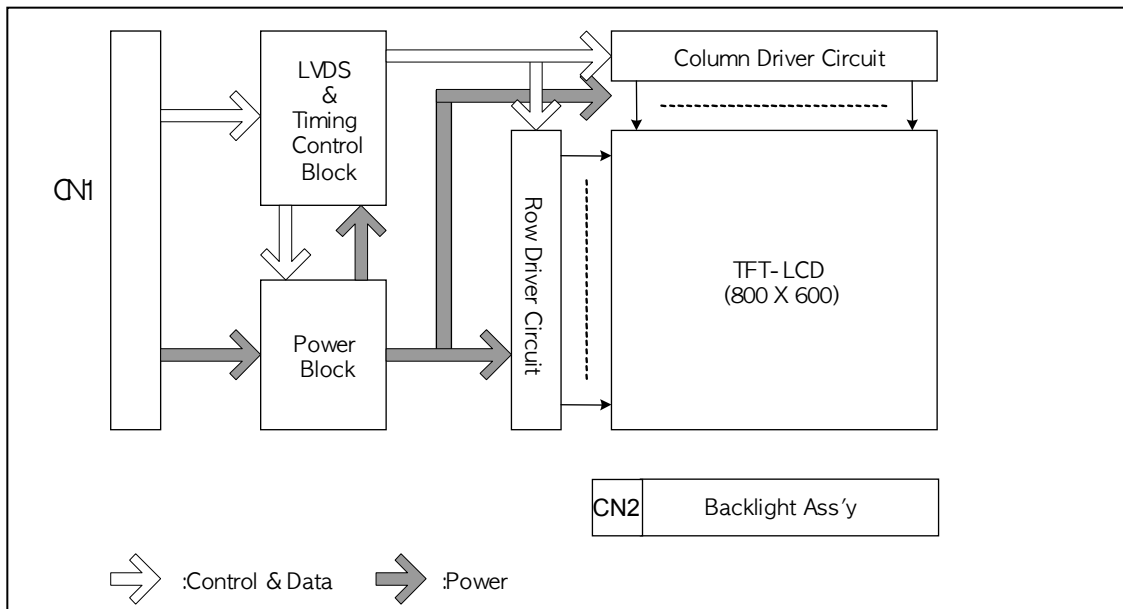 LVDS
&
Timing
Control
Block
Column Driver Circuit
CN1
Row Driver Circuit
TFT-LCD
(800 X 600)
Power
Block
CN2
Backlight Ass'y
:Control & Data
:Power